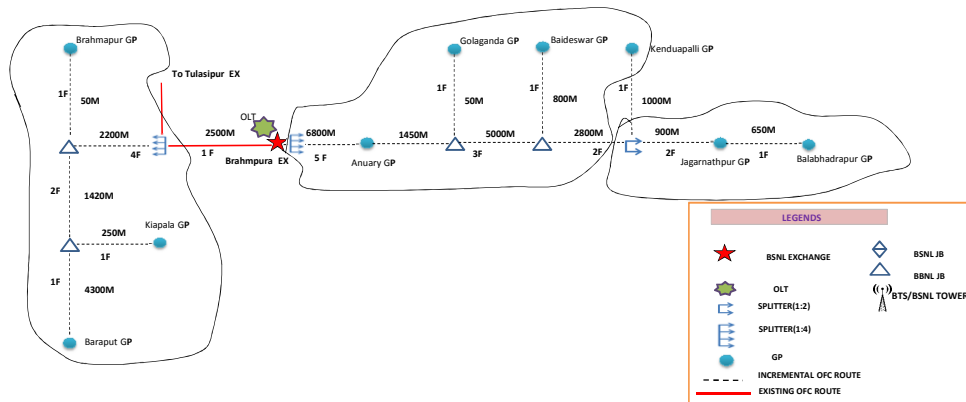 Brahmapur GP
Golaganda GP
Baideswar GP
Kenduapalli GP
To Tulasipur EX
1F
50M
1F
50M
1F
800M
1F
1000M
OLT
2200M
4F
2500M
1 F
Brahmpura EX
6800M
5 F
Anuary GP
1450M
5000M
3F
2800M
2F
900M
2F
Jagarnathpur GP
650M
1F
Balabhadrapur GP
2F
1420M
Kiapala GP
250M
1F
1F
4300M
Baraput GP
LEGENDS
BSNL EXCHANGE
BSNL JB
BBNL JB
OLT
BTS/BSNL TOWER
SPLITTER(1:2)
SPLITTER(1:4)
GP
INCREMENTAL OFC ROUTE
EXISTING OFC ROUTE